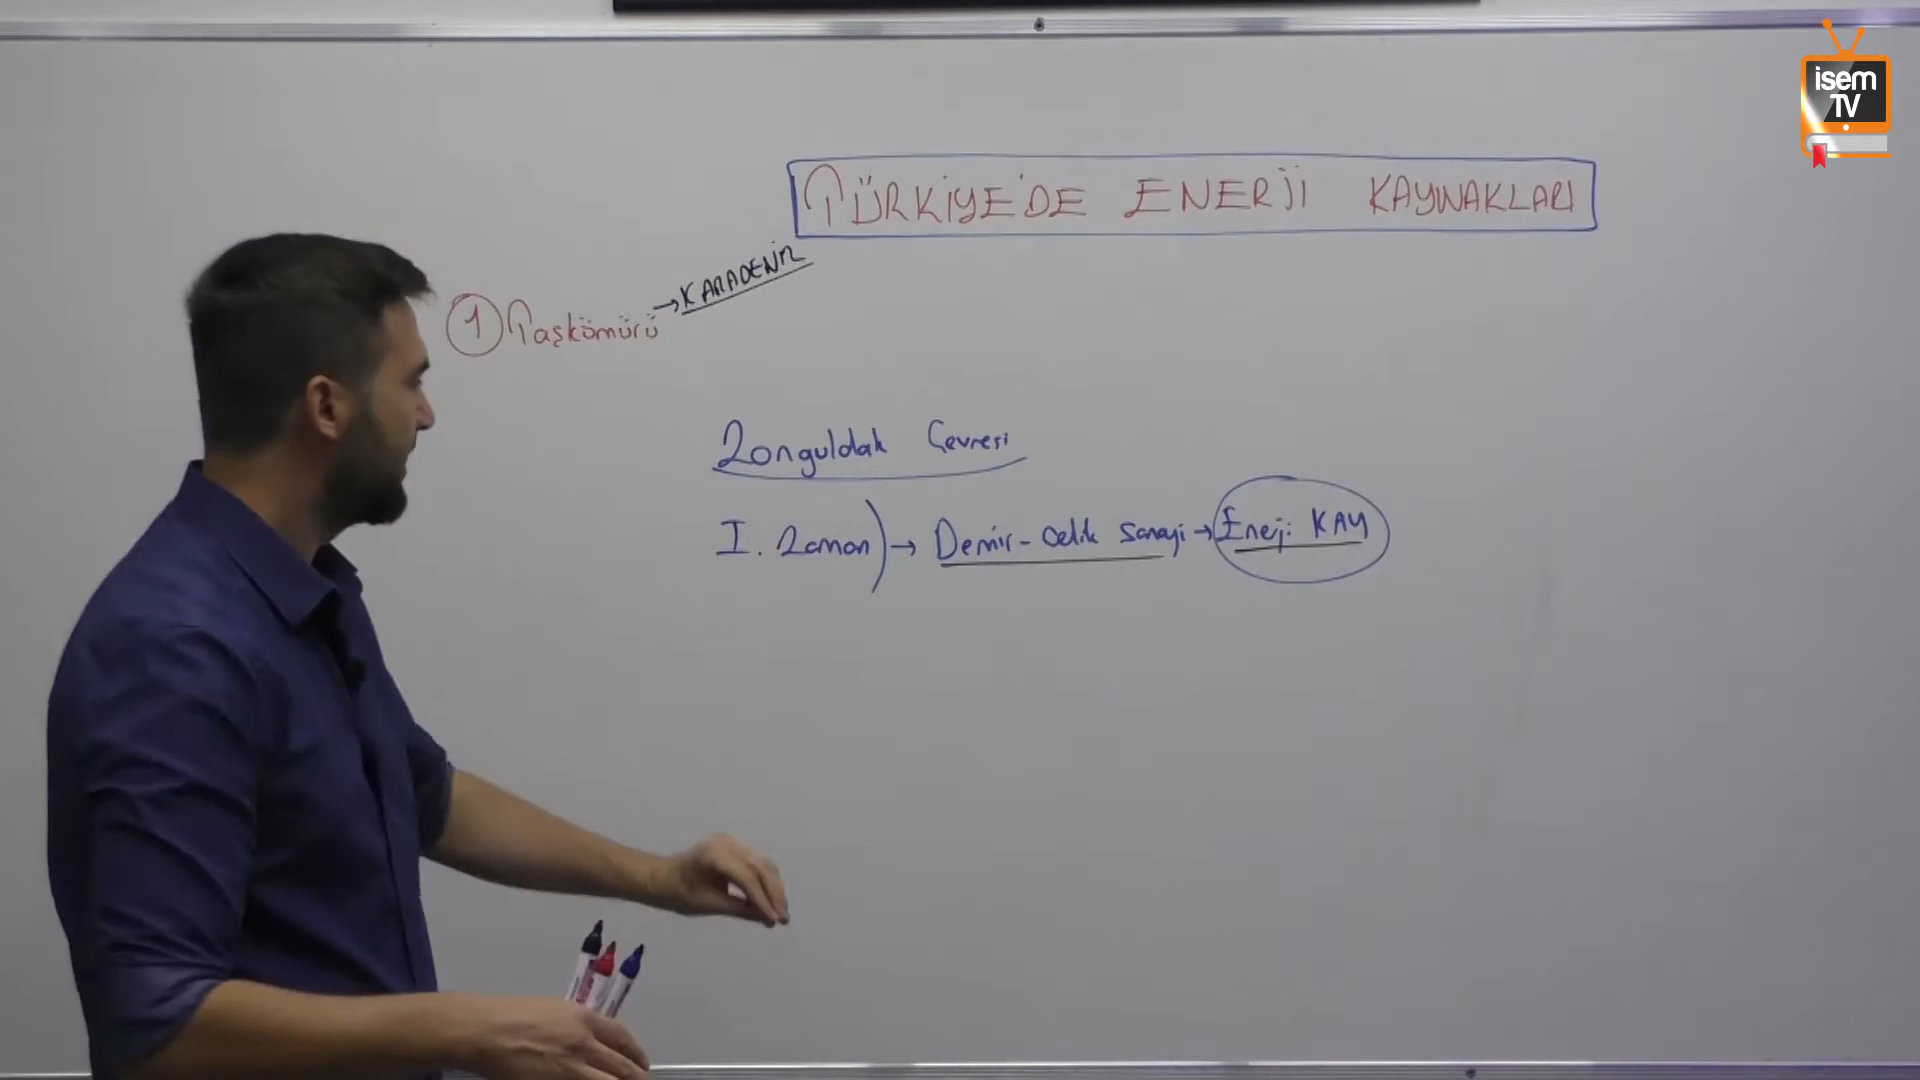 isem
TV
TÜRKİYE'DE ENERJİ KAYNAKLARI
1 Taşkömürü → KARADENİZ
Zonguldak Çevresi
I. Zaman) → Demir-Çelik Sanayi → Enerji KAY